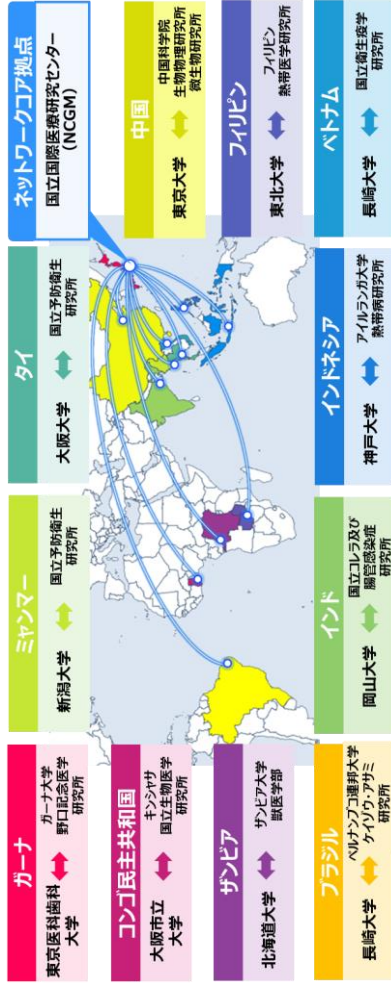 ガーナ
東京医科歯科
大学
ガーナ大学
野口記念医学
研究所
ミャンマー
新潟大学
国立予防衛生
研究所
タイ
大阪大学
国立予防衛生
研究所
ネットワークコア拠点
国立国際医療研究センター
(NCGM)
コンゴ民主共和国
大阪市立
大学
キンシャサ
国立生物医学
研究所
中国
東京大学
中国科学院
生物物理研究所
微生物研究所
ザンビア
北海道大学
ザンビア大学
獣医学部
フィリピン
東北大学
フィリピン
熱帯医学研究所
ブラジル
長崎大学
ペルナンブコ連邦大学
ケイゾウ・アサミ
研究所
インド
岡山大学
国立コレラ及び
腸管感染症
研究所
インドネシア
神戸大学
アイルランガ大学
熱帯病研究所
ベトナム
長崎大学
国立衛生疫学
研究所